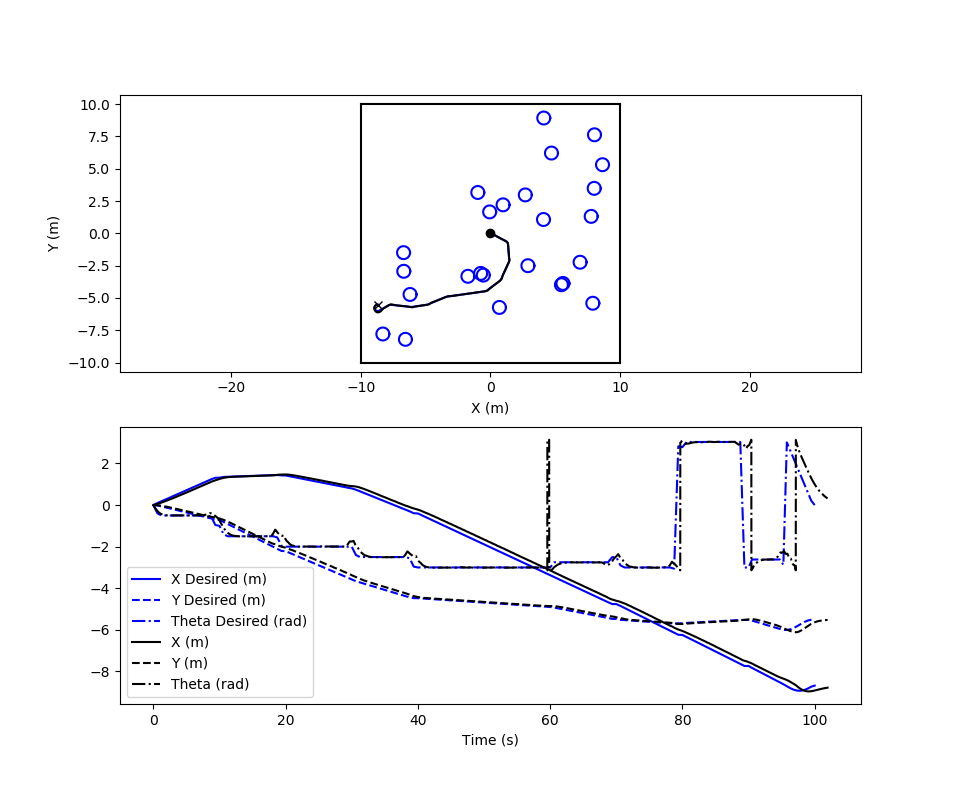 10.0
7.5
5.0
2.5
0.0
−2.5
−5.0
−7.5
−10.0
Y (m)
−20
−10
0
10
20
X (m)
2
0
−2
−4
−6
−8
X Desired (m)
Y Desired (m)
Theta Desired (rad)
X (m)
Y (m)
Theta (rad)
0
20
40
60
80
100
Time (s)